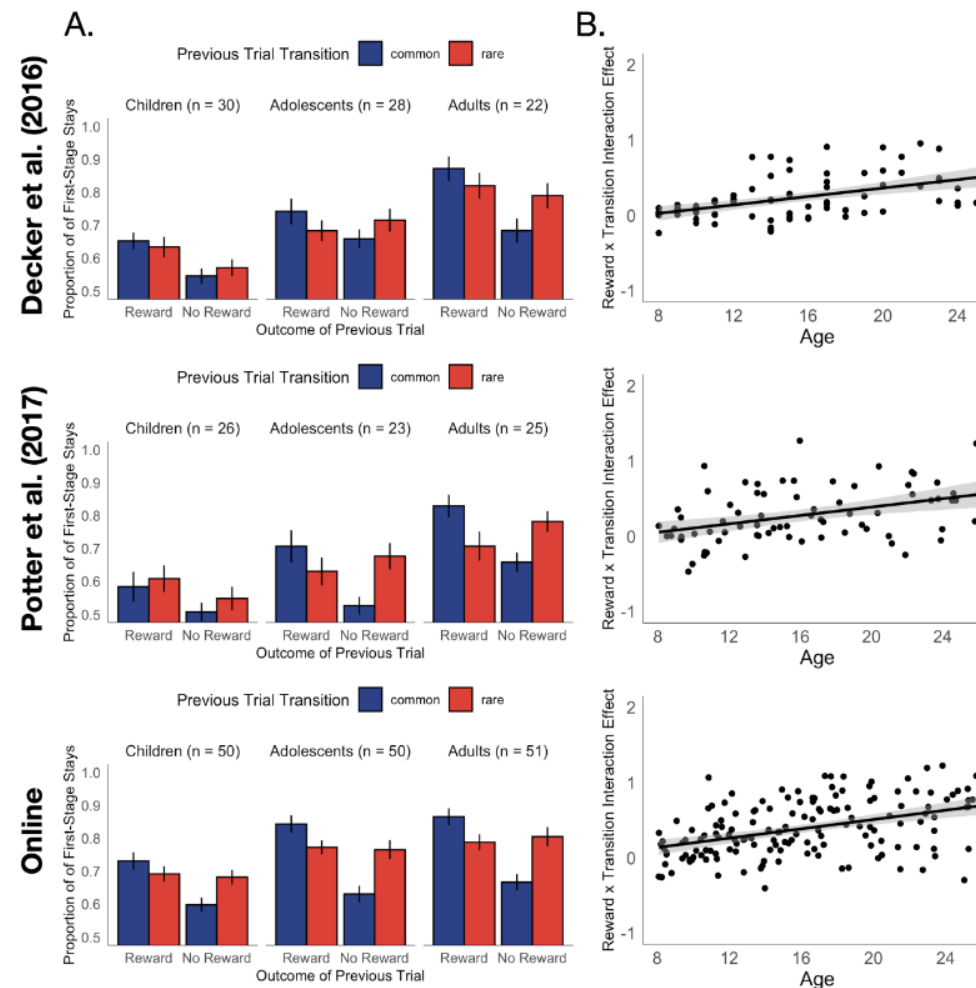 A.
B.
Decker et al. (2016)
Previous Trial Transition common rare
Children (n = 30) Adolescents (n = 28) Adults (n = 22)
Proportion of of First-Stage Stays
1.0
0.9
0.8
0.7
0.6
0.5
Reward No Reward Reward No Reward Reward No Reward
Outcome of Previous Trial
Reward x Transition Interaction Effect
2
1
0
-1
8 12 16 20 24
Age
Potter et al. (2017)
Previous Trial Transition common rare
Children (n = 26) Adolescents (n = 23) Adults (n = 25)
Proportion of of First-Stage Stays
1.0
0.9
0.8
0.7
0.6
0.5
Reward No Reward Reward No Reward Reward No Reward
Outcome of Previous Trial
Reward x Transition Interaction Effect
2
1
0
-1
8 12 16 20 24
Age
Online
Previous Trial Transition common rare
Children (n = 50) Adolescents (n = 50) Adults (n = 51)
Proportion of of First-Stage Stays
1.0
0.9
0.8
0.7
0.6
0.5
Reward No Reward Reward No Reward Reward No Reward
Outcome of Previous Trial
Reward x Transition Interaction Effect
2
1
0
-1
8 12 16 20 24
Age